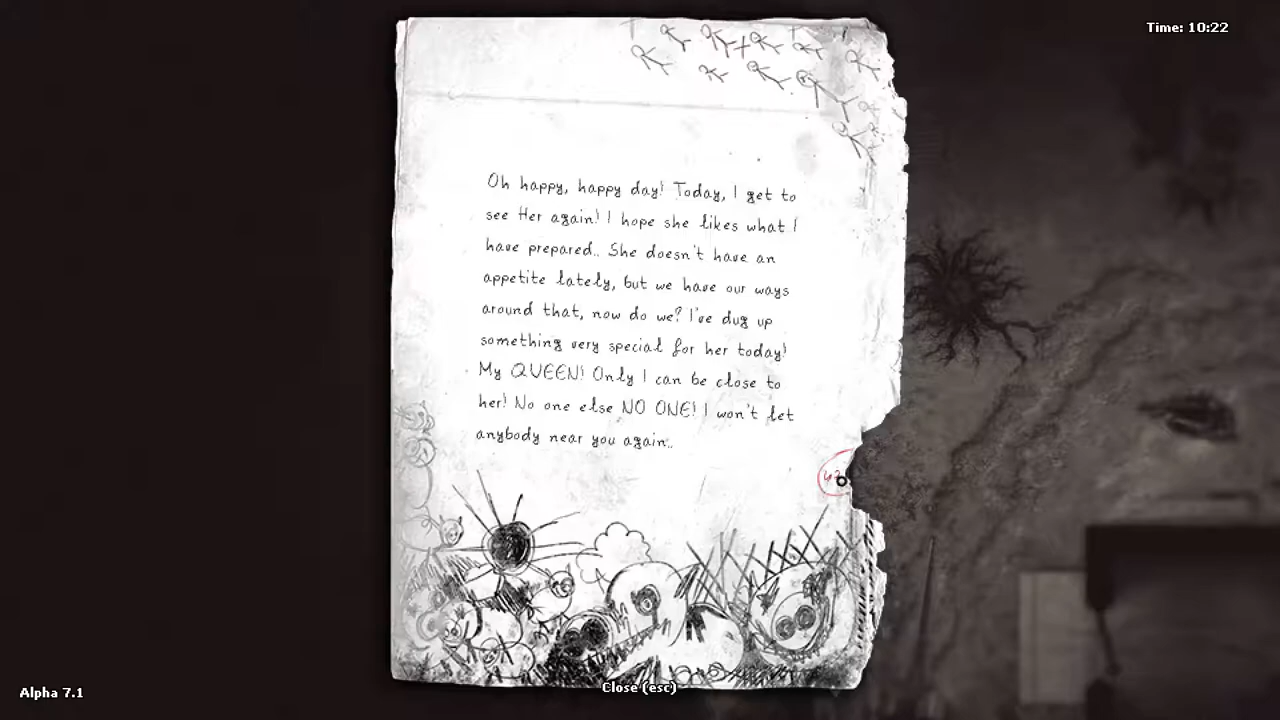 Time: 10:22
Oh happy, happy day! Today, I get to
see Her again! I hope she likes what I
have prepared.. She doesn't have an
appetite lately, but we have our ways
around that, now do we? I've dug up
something very special for her today!
My QUEEN! Only I can be close to
her! No one else NO ONE! I won't let
anybody near you again..
Alpha 7.1
Close (esc)